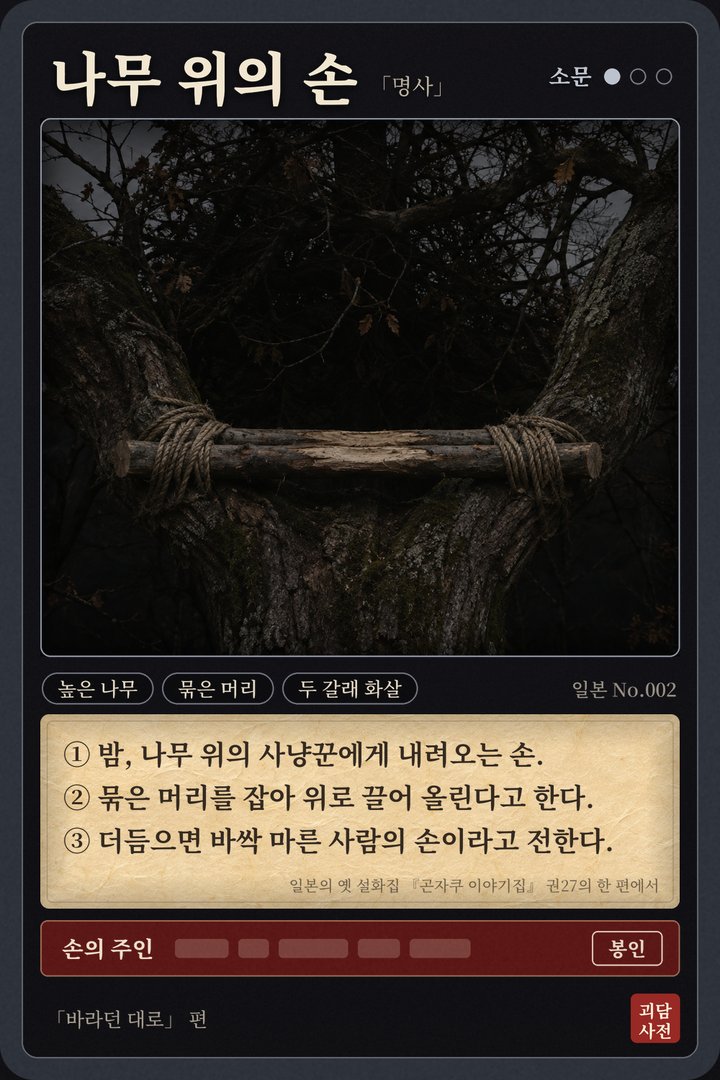 나무 위의 손 「명사」
소문
높은 나무
묶은 머리
두 갈래 화살
일본 No.002
① 밤, 나무 위의 사냥꾼에게 내려오는 손.
② 묶은 머리를 잡아 위로 끌어 올린다고 한다.
③ 더듬으면 바싹 마른 사람의 손이라고 전한다.
일본의 옛 설화집 『곤자쿠 이야기집』 권27의 한 편에서
손의 주인
봉인
「바라던 대로」 편
괴담
사전